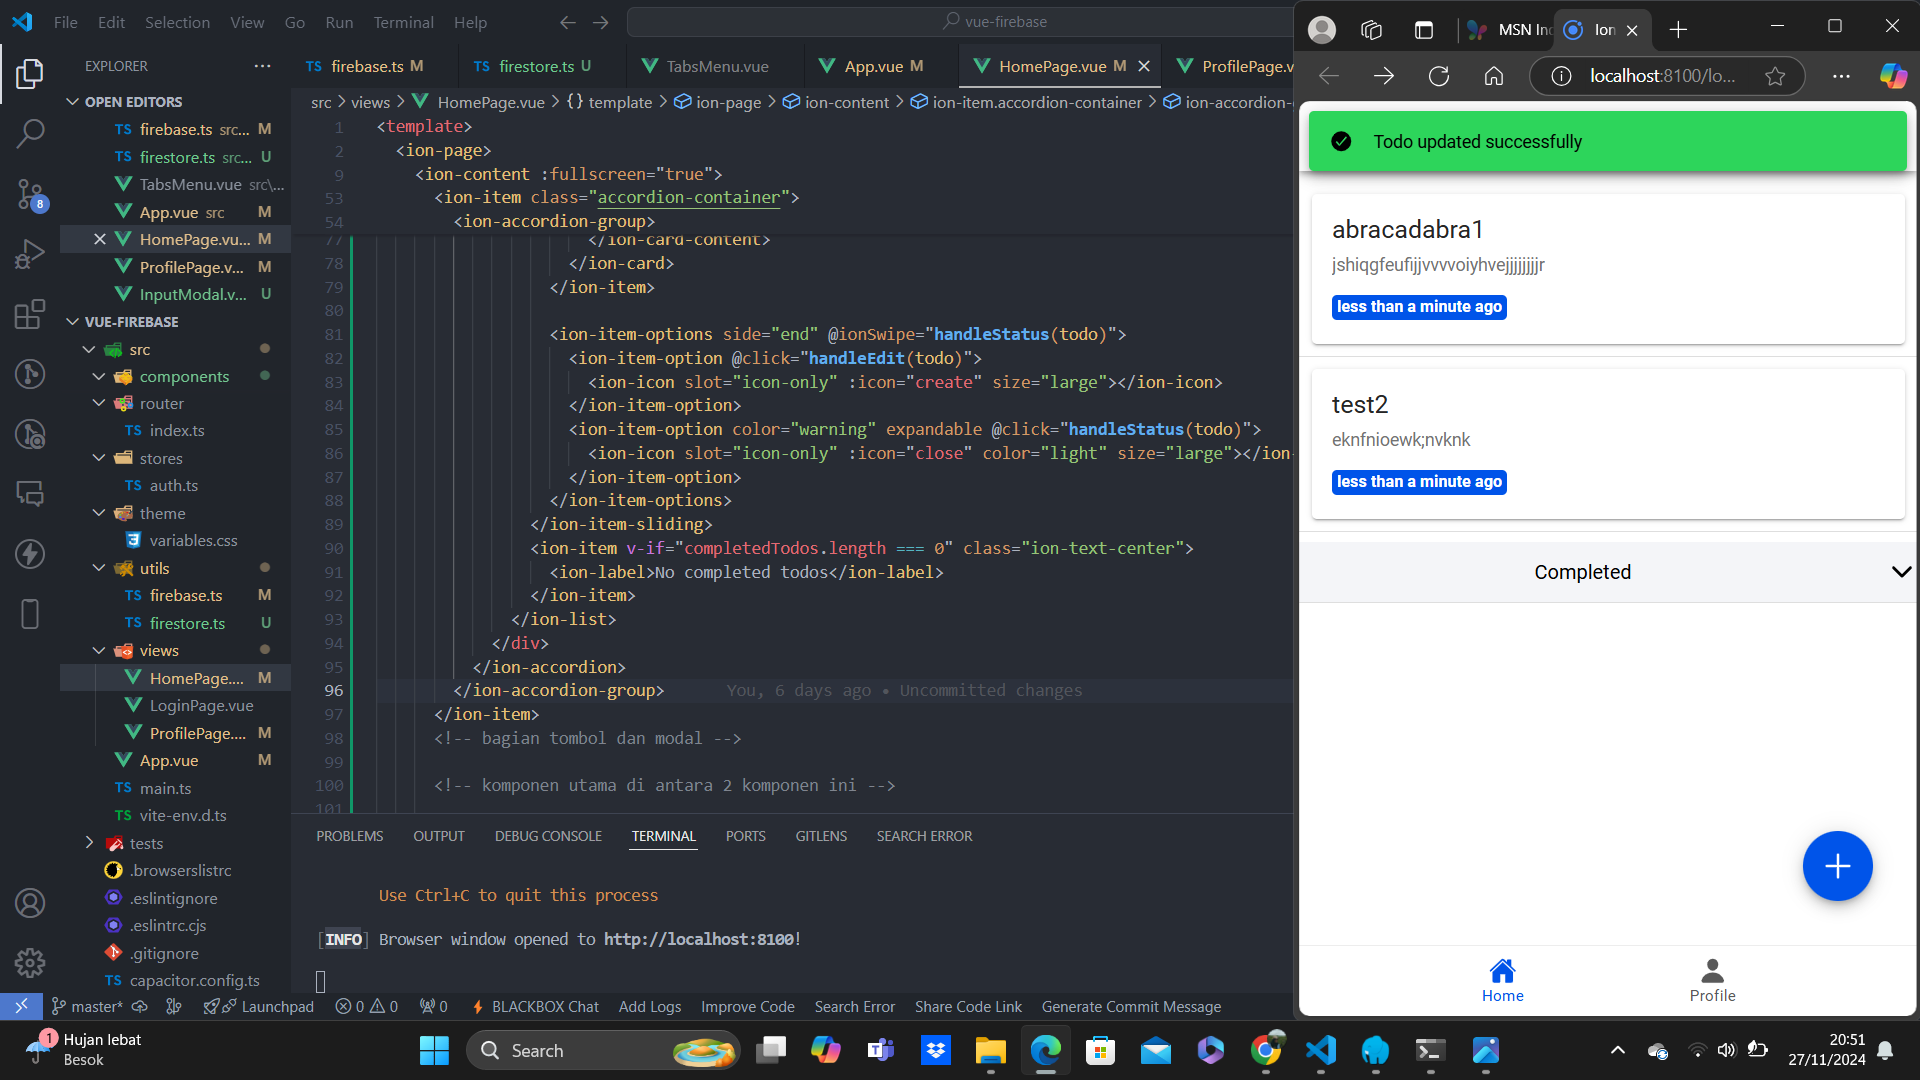 File Edit Selection View Go Run Terminal Help
vue-firebase
EXPLORER
OPEN EDITORS
TS firebase.ts src... M
TS firestore.ts src... U
TabsMenu.vue src\...
App.vue src M
HomePage.vu... M
ProfilePage.v... M
InputModal.v... U
VUE-FIREBASE
src
components
router
TS index.ts
stores
TS auth.ts
theme
variables.css
utils
TS firebase.ts M
TS firestore.ts U
views
HomePage.... M
LoginPage.vue
ProfilePage.... M
App.vue M
TS main.ts
TS vite-env.d.ts
tests
.browserslistrc
.eslintignore
.eslintrc.cjs
.gitignore
TS capacitor.config.ts
8
TS firebase.ts M TS firestore.ts U TabsMenu.vue App.vue M HomePage.vue M ProfilePage.v
src > views > HomePage.vue > {} template > ion-page > ion-content > ion-item.accordion-container > ion-accordion-
1 <template>
2 <ion-page>
9 <ion-content :fullscreen="true">
53 <ion-item class="accordion-container">
54 <ion-accordion-group>
77 </ion-card-content>
78 </ion-card>
79 </ion-item>
80
81 <ion-item-options side="end" @ionSwipe="handleStatus(todo)">
82 <ion-item-option @click="handleEdit(todo)">
83 <ion-icon slot="icon-only" :icon="create" size="large"></ion-icon>
84 </ion-item-option>
85 <ion-item-option color="warning" expandable @click="handleStatus(todo)">
86 <ion-icon slot="icon-only" :icon="close" color="light" size="large"></ion-
87 </ion-item-option>
88 </ion-item-options>
89 </ion-item-sliding>
90 <ion-item v-if="completedTodos.length === 0" class="ion-text-center">
91 <ion-label>No completed todos</ion-label>
92 </ion-item>
93 </ion-list>
94 </div>
95 </ion-accordion>
96 </ion-accordion-group> You, 6 days ago • Uncommitted changes
97 </ion-item>
98 <!-- bagian tombol dan modal -->
99
100 <!-- komponen utama di antara 2 komponen ini -->
101
PROBLEMS OUTPUT DEBUG CONSOLE TERMINAL PORTS GITLENS SEARCH ERROR
Use Ctrl+C to quit this process
[INFO] Browser window opened to http://localhost:8100!
master* Launchpad 0 0 0 BLACKBOX Chat Add Logs Improve Code Search Error Share Code Link Generate Commit Message
MSN Inc Ion
localhost:8100/lo...
Todo updated successfully
abracadabra1
jshiqgfeufijjvvvvoiyhvejjjjjjjjr
less than a minute ago
test2
eknfnioewk;nvknk
less than a minute ago
Completed
Home Profile
1 Hujan lebat
Besok
Search
20:51
27/11/2024